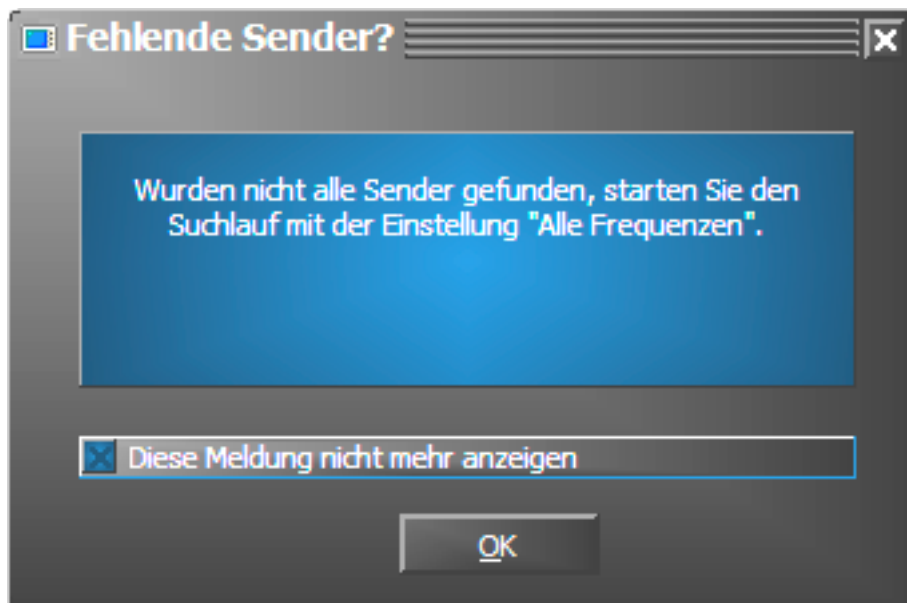 Fehlende Sender?
Wurden nicht alle Sender gefunden, starten Sie den
Suchlauf mit der Einstellung "Alle Frequenzen".
Diese Meldung nicht mehr anzeigen
OK